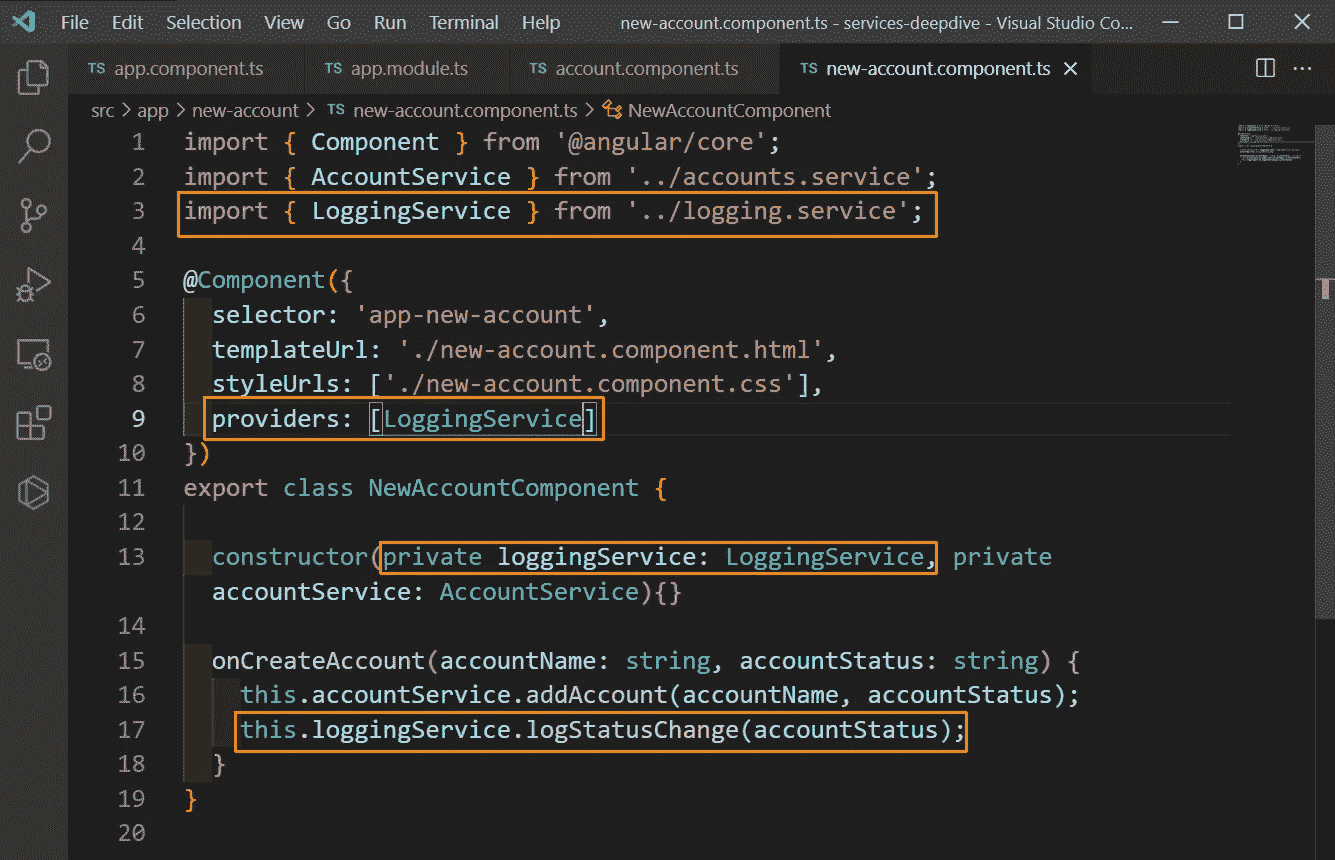 File Edit Selection View Go Run Terminal Help new-account.component.ts - services-deepdive - Visual Studio Co...
TS app.component.ts TS app.module.ts TS account.component.ts TS new-account.component.ts
src > app > new-account > TS new-account.component.ts > NewAccountComponent
1 import { Component } from '@angular/core';
2 import { AccountService } from '../accounts.service';
3 import { LoggingService } from '../logging.service';
4
5 @Component({
6 selector: 'app-new-account',
7 templateUrl: './new-account.component.html',
8 styleUrls: ['./new-account.component.css'],
9 providers: [LoggingService]
10 })
11 export class NewAccountComponent {
12
13 constructor(private loggingService: LoggingService, private
accountService: AccountService){}
14
15 onCreateAccount(accountName: string, accountStatus: string) {
16 this.accountService.addAccount(accountName, accountStatus);
17 this.loggingService.logStatusChange(accountStatus);
18 }
19 }
20